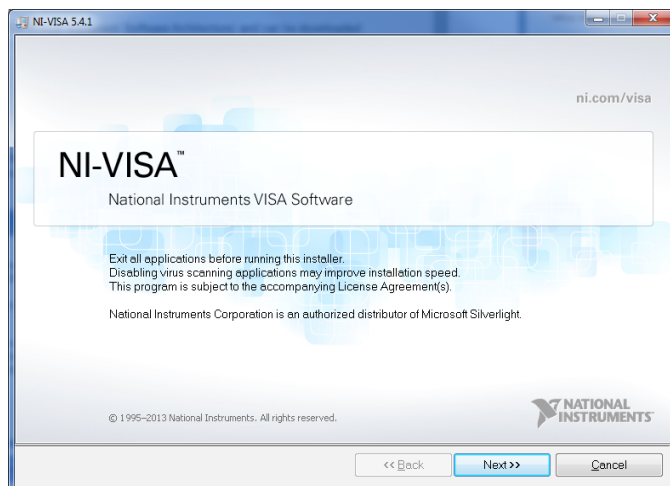 NI-VISA 5.4.1
ni.com/visa
NI-VISA™
National Instruments VISA Software
Exit all applications before running this installer.
Disabling virus scanning applications may improve installation speed.
This program is subject to the accompanying License Agreement(s).
National Instruments Corporation is an authorized distributor of Microsoft Silverlight.
© 1995–2013 National Instruments. All rights reserved.
NATIONAL
INSTRUMENTS™
<< Back
Next >>
Cancel